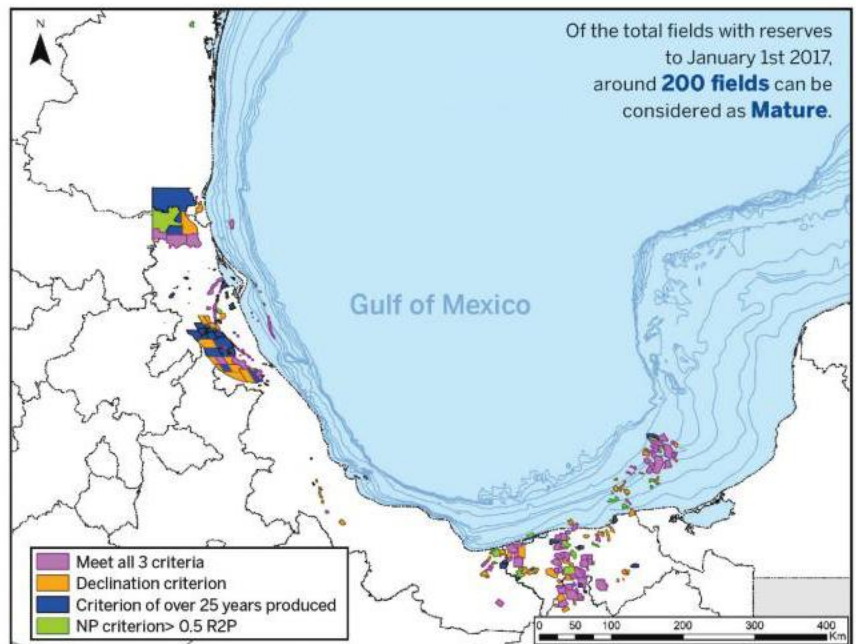 N
Of the total fields with reserves
to January 1st 2017,
around 200 fields can be
considered as Mature.
Gulf of Mexico
Meet all 3 criteria
Declination criterion
Criterion of over 25 years produced
NP criterion> 0.5 R2P
0 50 100 200 300 400
Km